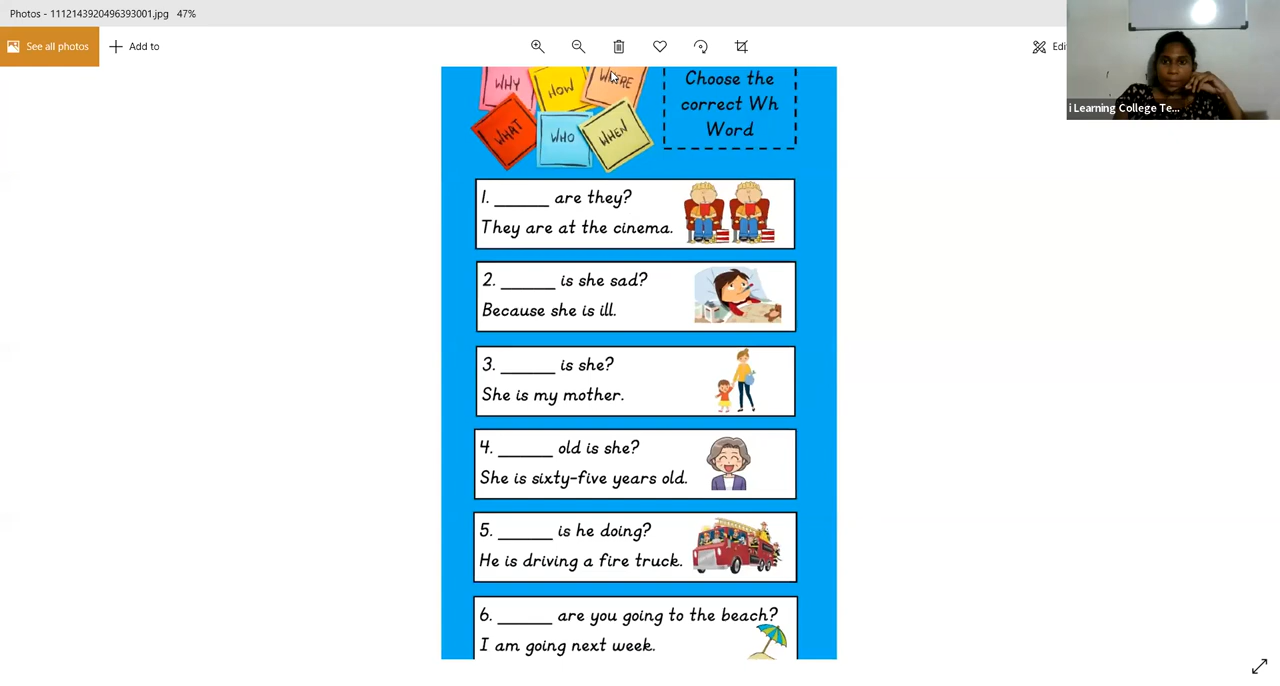 Photos - 1112143920496393001.jpg 47%
See all photos
Add to
i Learning College Te...
WHY
HOW
WHERE
WHAT
WHO
WHEN
Choose the
correct Wh
Word
1. ______ are they?
They are at the cinema.
2. ______ is she sad?
Because she is ill.
3. ______ is she?
She is my mother.
4. ______ old is she?
She is sixty-five years old.
5. ______ is he doing?
He is driving a fire truck.
6. ______ are you going to the beach?
I am going next week.